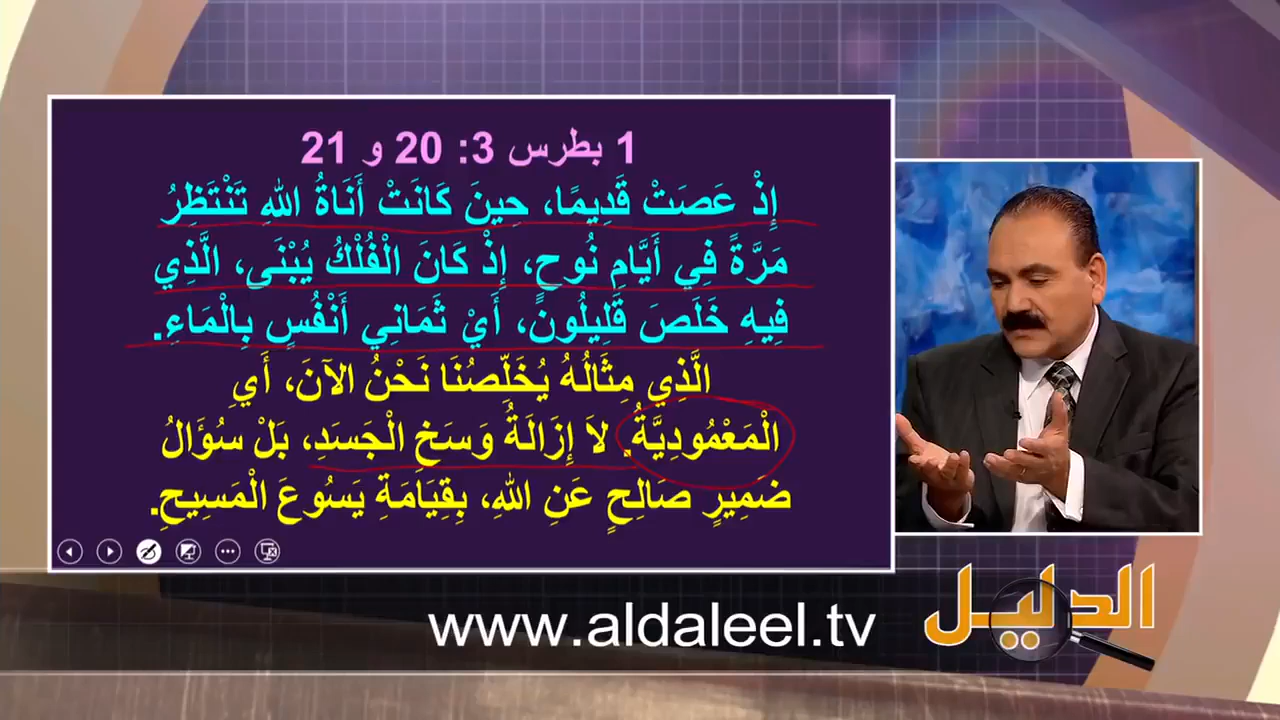 1 بطرس 3: 20 و 21
إِذْ عَصَتْ قَدِيمًا، حِينَ كَانَتْ أَنَاةُ اللهِ تَنْتَظِرُ
مَرَّةً فِي أَيَّامِ نُوحٍ، إِذْ كَانَ الْفُلْكُ يُبْنَى، الَّذِي
فِيهِ خَلَصَ قَلِيلُونَ، أَيْ ثَمَانِي أَنْفُسٍ بِالْمَاءِ.
الَّذِي مِثَالُهُ يُخَلِّصُنَا نَحْنُ الآنَ، أَيِ
الْمَعْمُودِيَّةُ. لاَ إِزَالَةُ وَسَخِ الْجَسَدِ، بَلْ سُؤَالُ
ضَمِيرٍ صَالِحٍ عَنِ اللهِ، بِقِيَامَةِ يَسُوعَ الْمَسِيحِ.
الدليل
www.aldaleel.tv